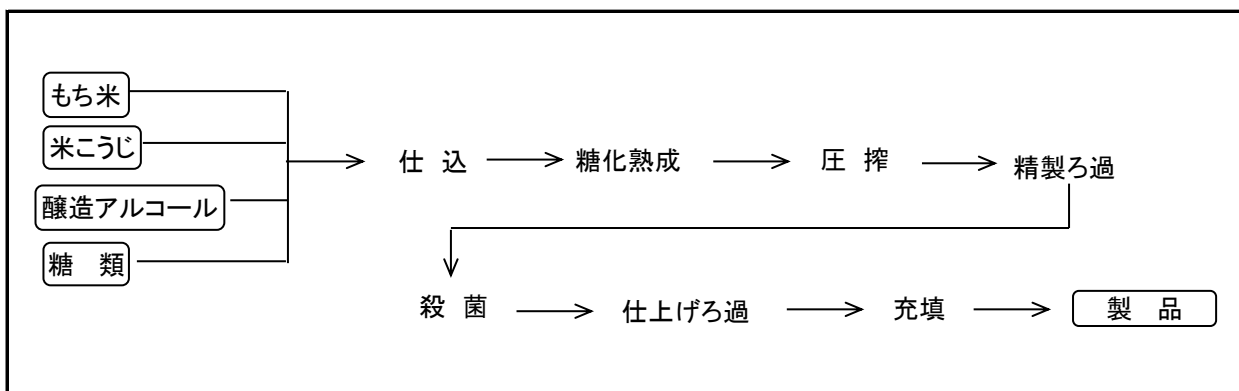 もち米
米こうじ
醸造アルコール
糖　類
仕　込
糖化熟成
圧　搾
精製ろ過
殺　菌
仕上げろ過
充填
製　品